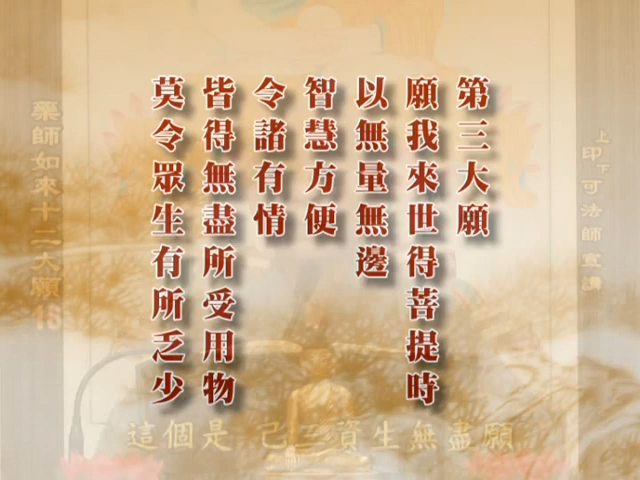 第三大願
願我來世得菩提時
以無量無邊
智慧方便
令諸有情
皆得無盡所受用物
莫令眾生有所乏少
上印下可法師宣講
藥師如來十二大願
18
這個是 己三資生無盡願